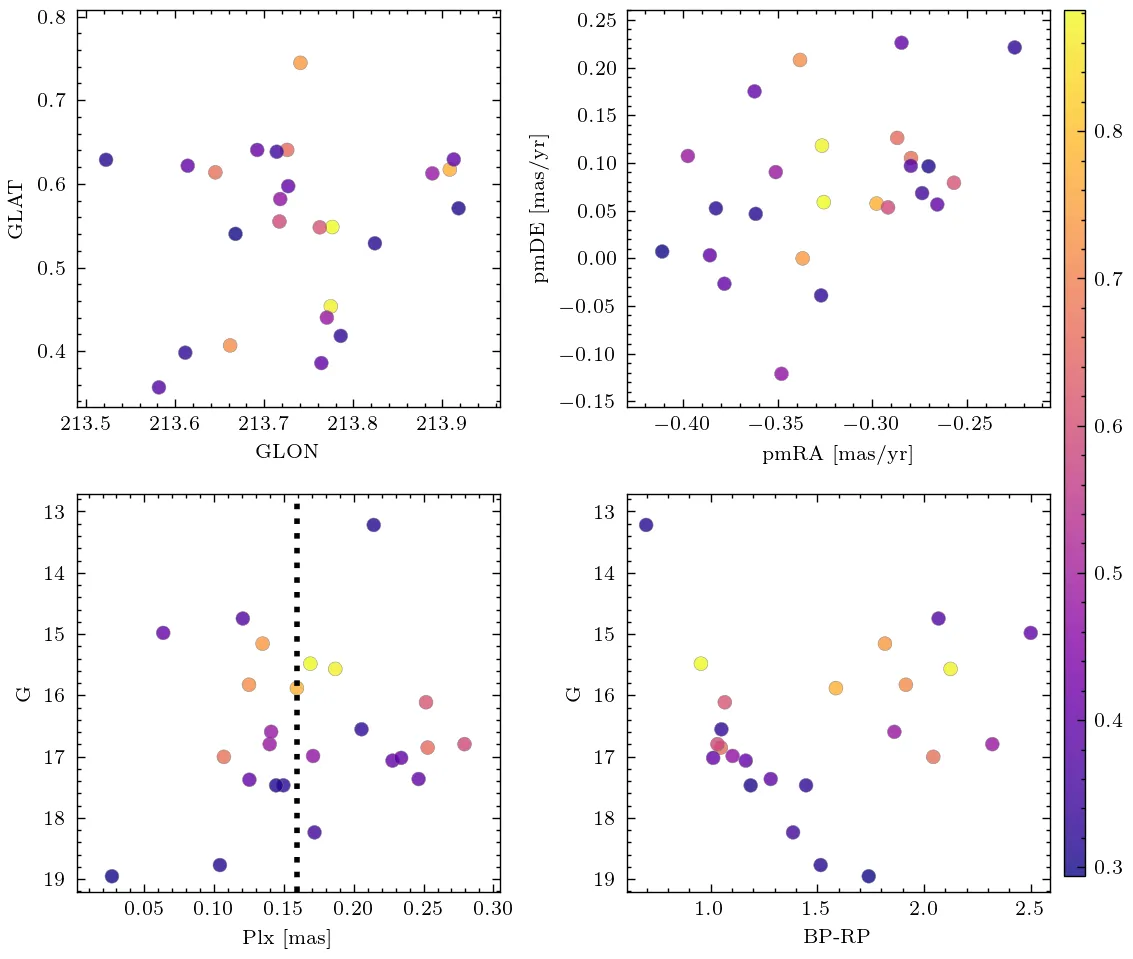 0.8
0.7
0.6
0.5
0.4
GLAT
213.5 213.6 213.7 213.8 213.9
GLON
0.25
0.20
0.15
0.10
0.05
0.00
−0.05
−0.10
−0.15
pmDE [mas/yr]
−0.40 −0.35 −0.30 −0.25
pmRA [mas/yr]
0.8
0.7
0.6
0.5
0.4
0.3
13
14
15
16
17
18
19
G
0.05 0.10 0.15 0.20 0.25 0.30
Plx [mas]
13
14
15
16
17
18
19
G
1.0 1.5 2.0 2.5
BP-RP